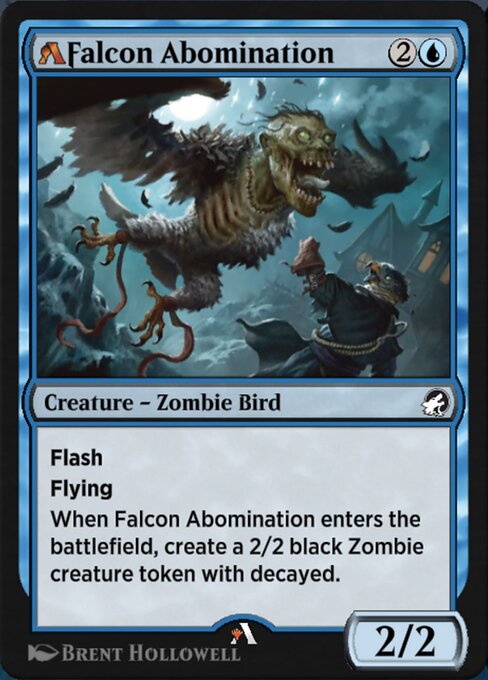 Falcon Abomination 2
Creature – Zombie Bird
Flash
Flying
When Falcon Abomination enters the
battlefield, create a 2/2 black Zombie
creature token with decayed.
2/2
Brent Hollowell